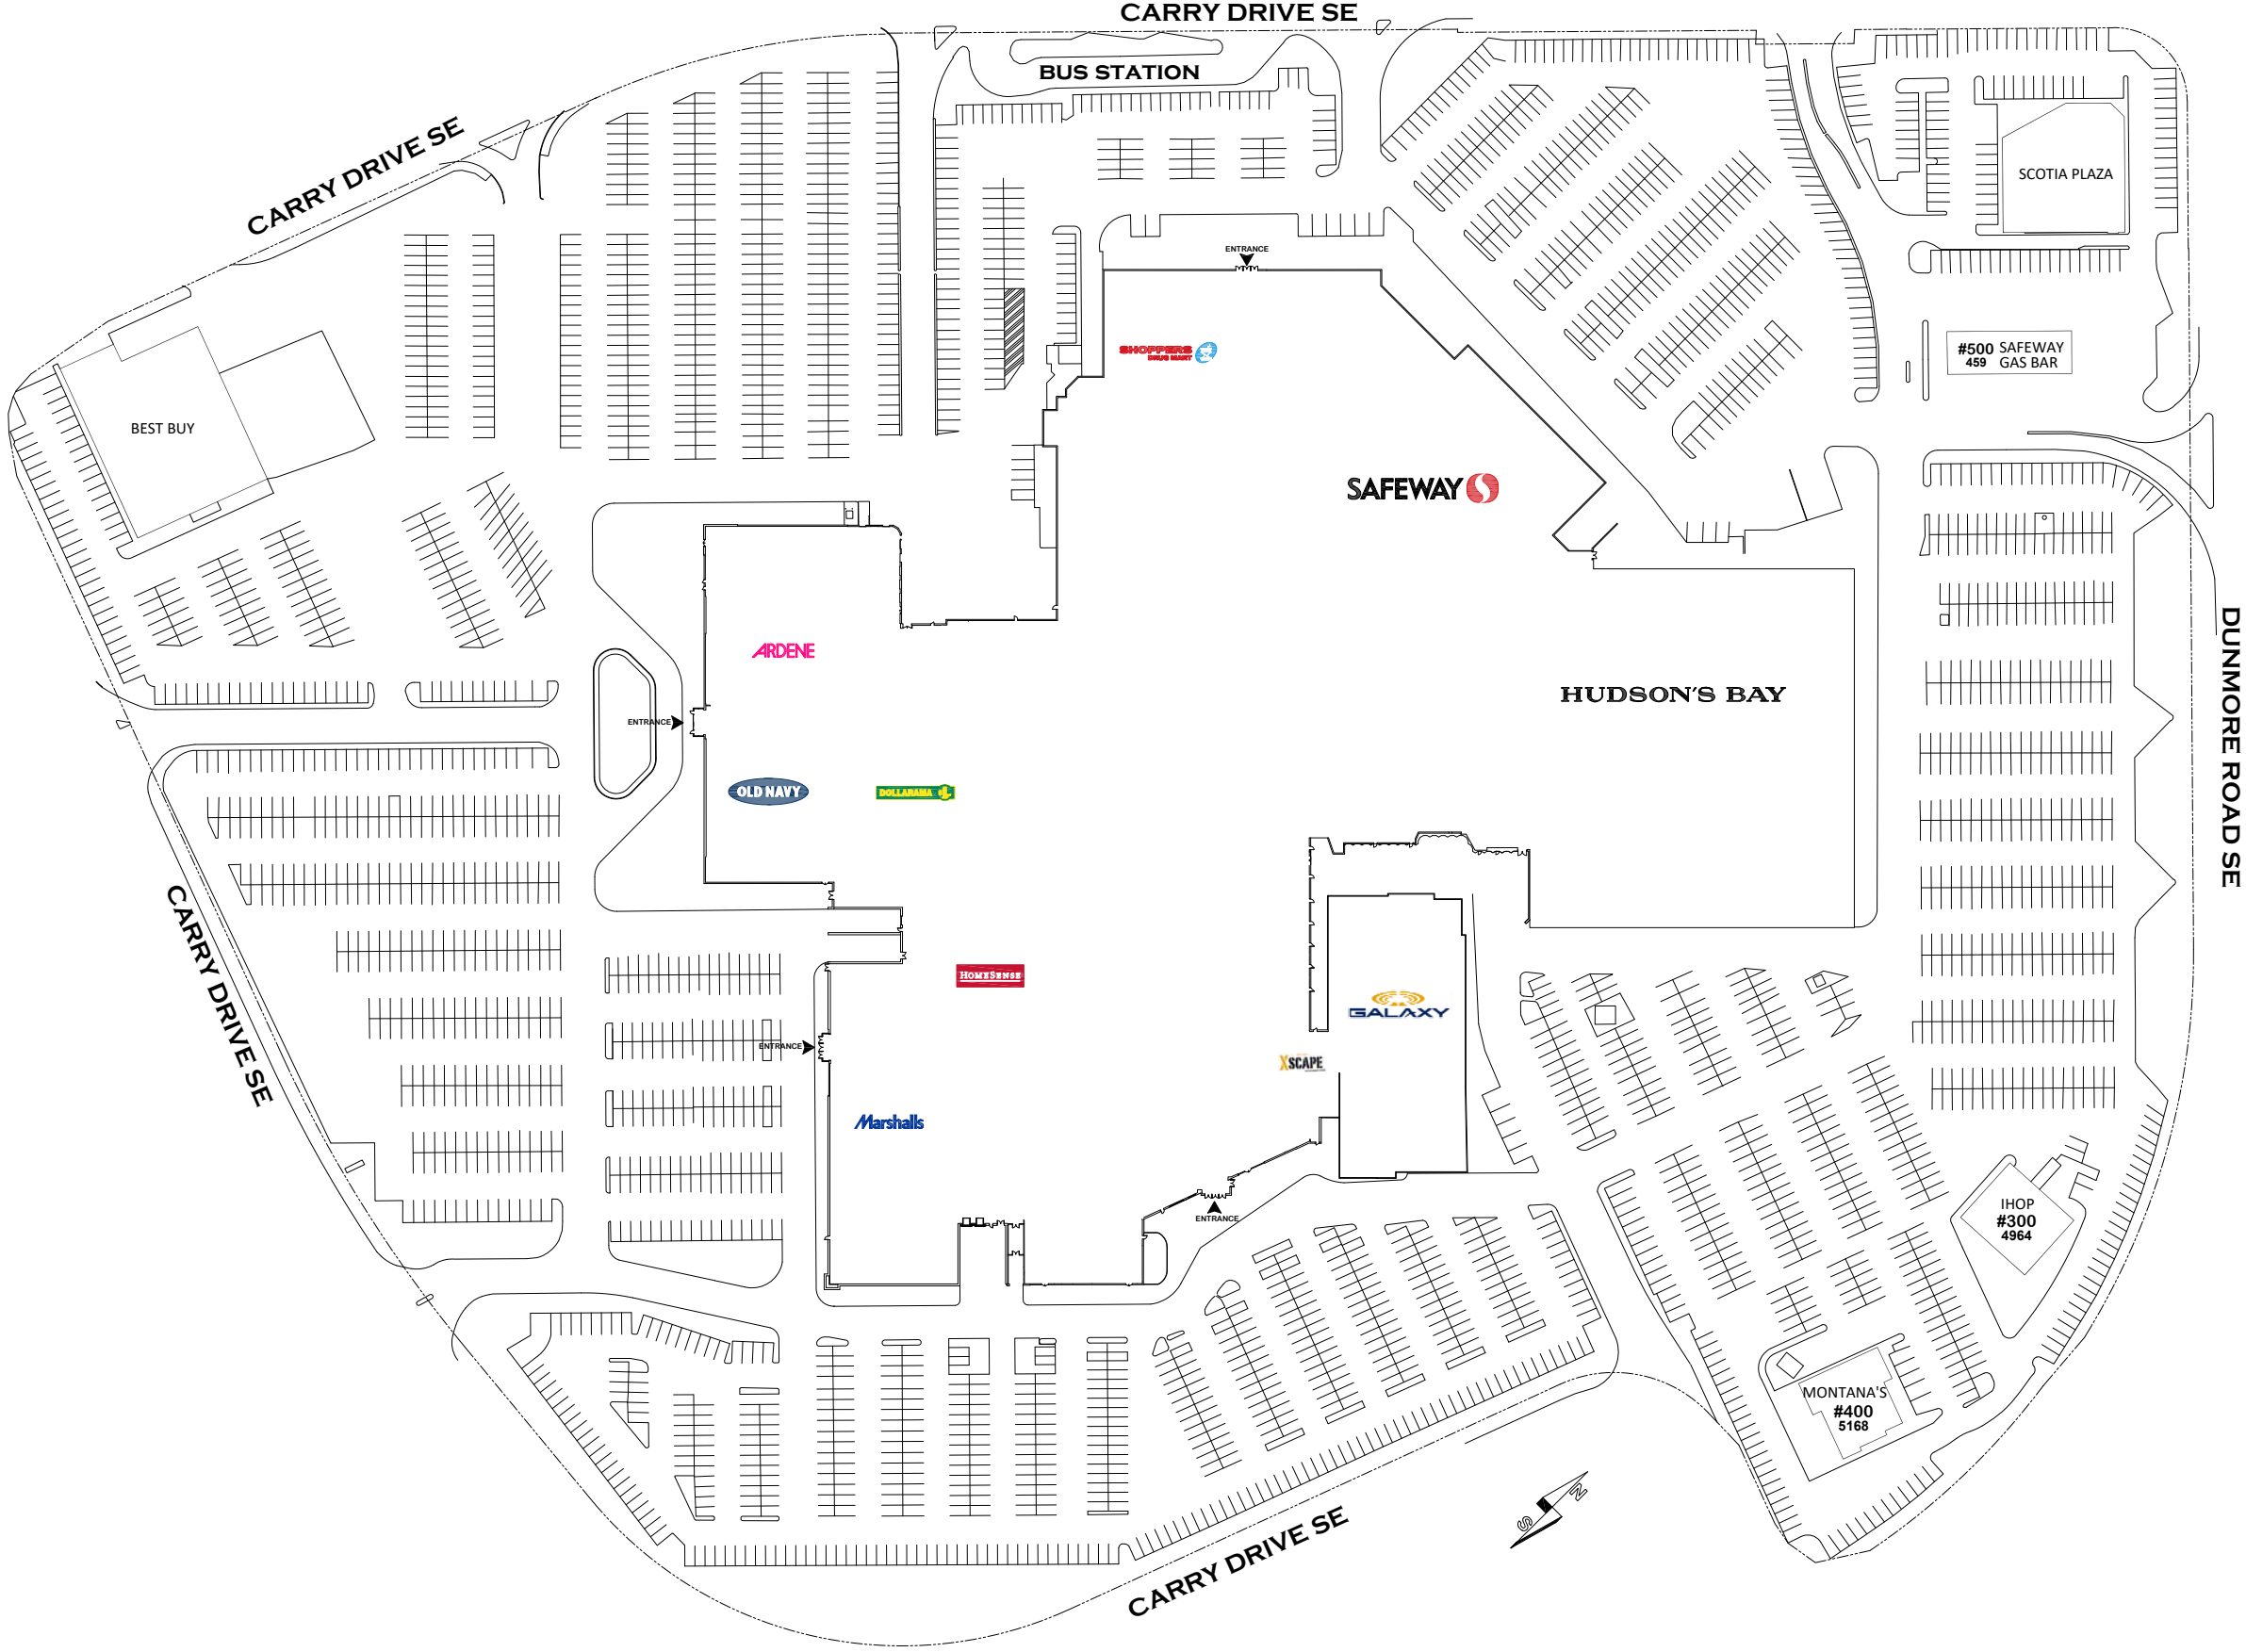 CARRY DRIVE SE
BUS STATION
CARRY DRIVE SE
SCOTIA PLAZA
ENTRANCE
SHOPPERS
DRUG MART
#500 SAFEWAY
459 GAS BAR
BEST BUY
SAFEWAY
ARDENE
HUDSON'S BAY
DUNMORE ROAD SE
ENTRANCE
OLD NAVY
DOLLARAMA
CARRY DRIVE SE
HOMESENSE
GALAXY
ENTRANCE
XSCAPE
Marshalls
ENTRANCE
IHOP
#300
4964
MONTANA'S
#400
5168
N
S
CARRY DRIVE SE